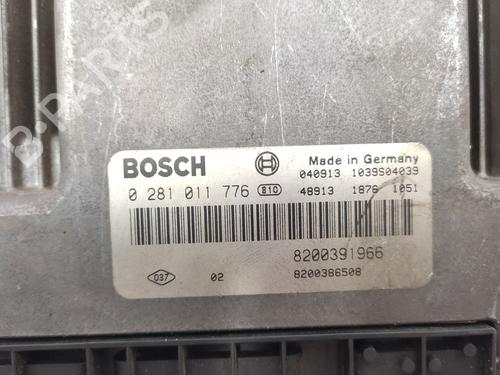 B-PARTS
BOSCH
Made in Germany
040913 1039S04039
0 281 011 776 810
48913 1876 1051
8200391966
037 02 8200386508